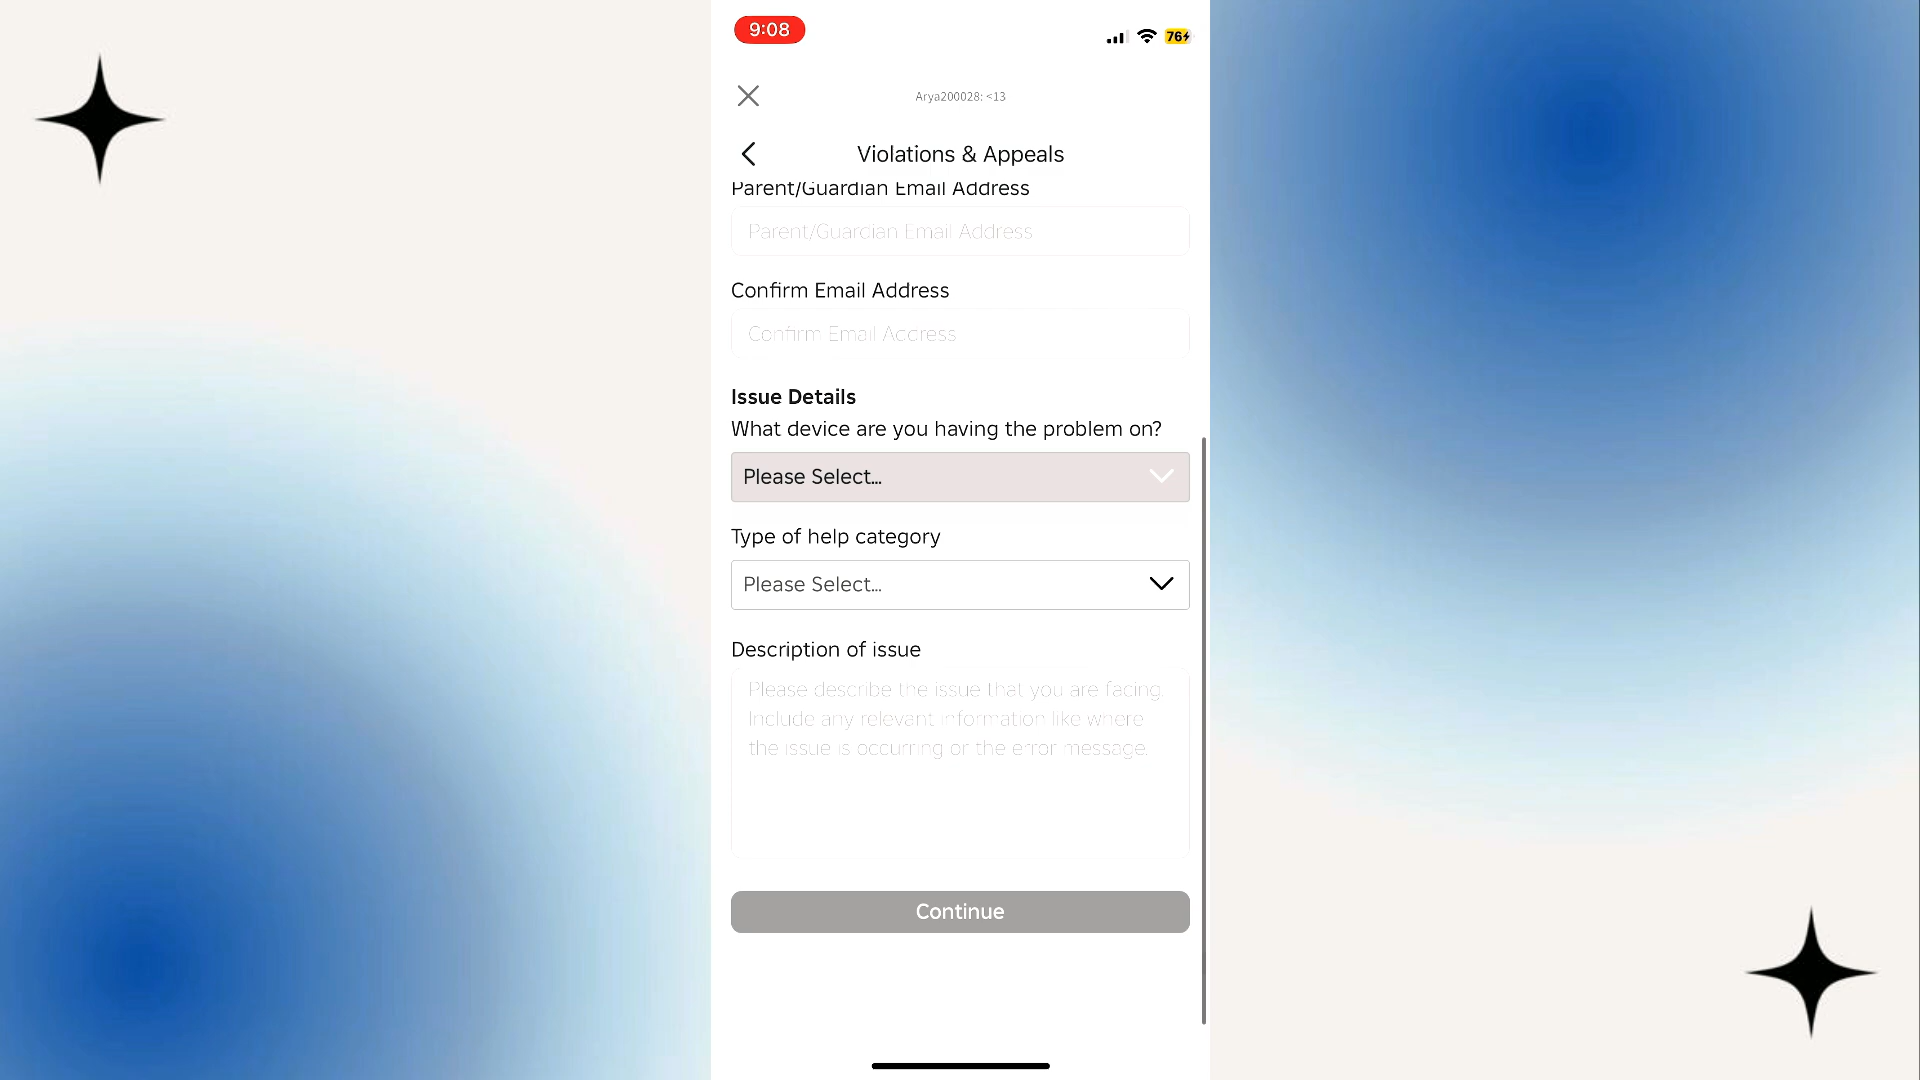 9:08
76
Arya200028: <13
Violations & Appeals
Parent/Guardian Email Address
Parent/Guardian Email Address
Confirm Email Address
Confirm Email Address
Issue Details
What device are you having the problem on?
Please Select...
Type of help category
Please Select...
Description of issue
Please describe the issue that you are facing.
Include any relevant information like where
the issue is occurring or the error message.
Continue